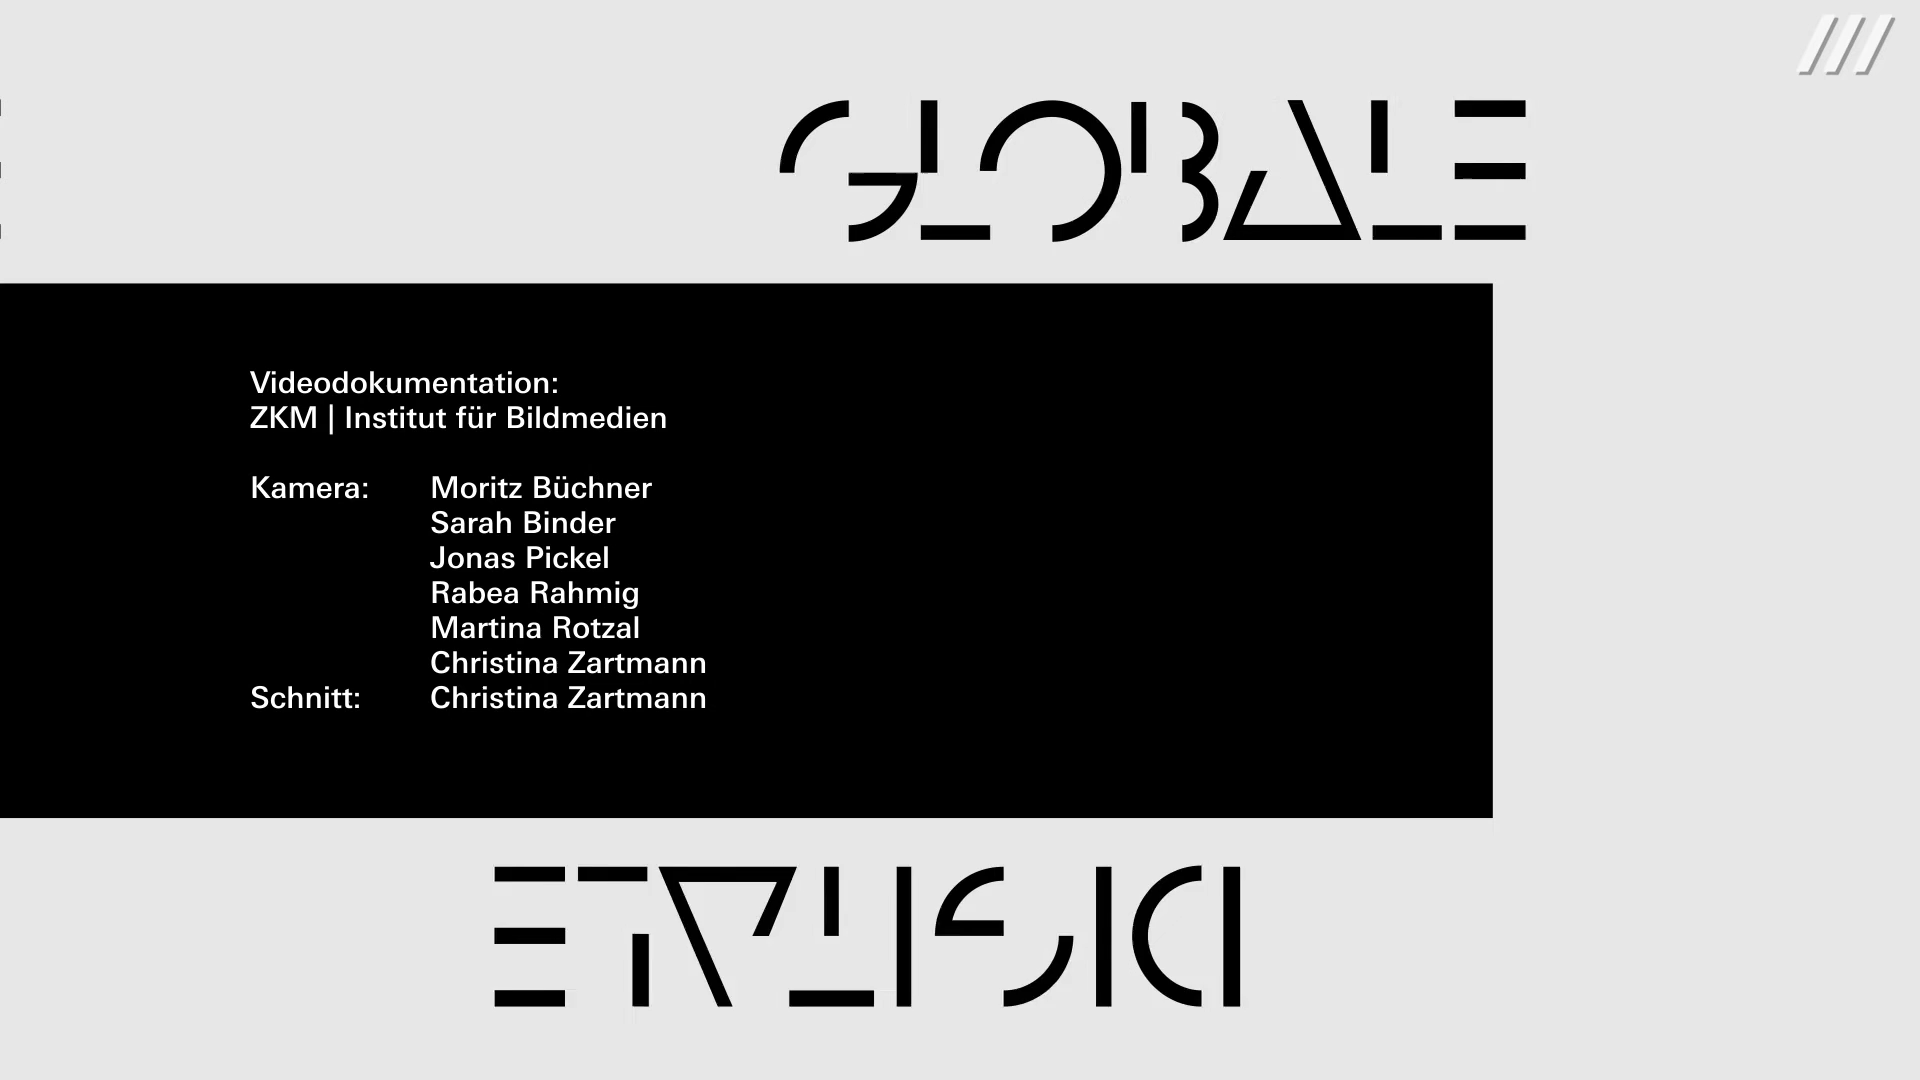 GLOBALE
Videodokumentation:
ZKM | Institut für Bildmedien
Kamera: Moritz Büchner
Sarah Binder
Jonas Pickel
Rabea Rahmig
Martina Rotzal
Christina Zartmann
Schnitt: Christina Zartmann
DIGITALE